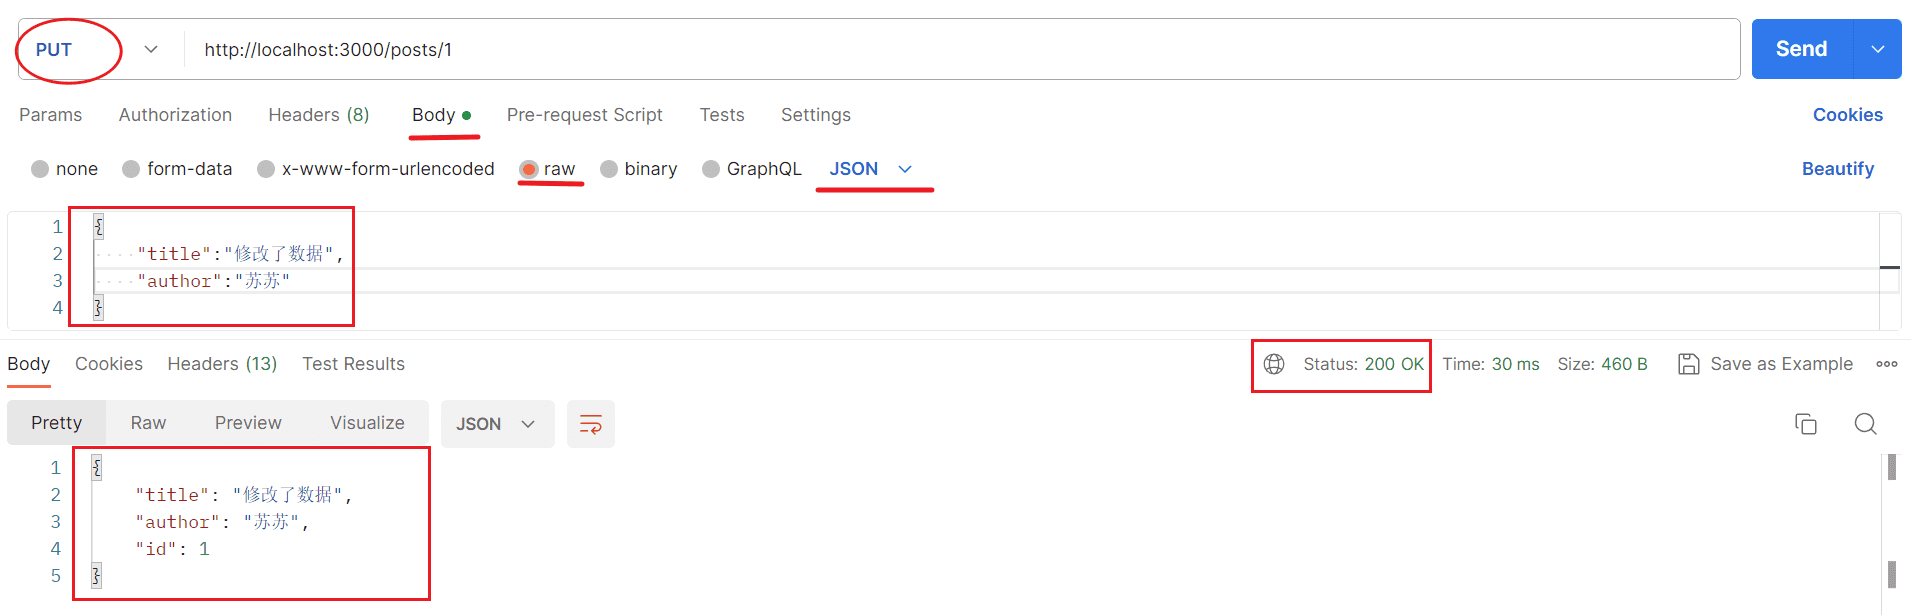 PUT http://localhost:3000/posts/1 Send
Params Authorization Headers (8) Body Pre-request Script Tests Settings Cookies
none form-data x-www-form-urlencoded raw binary GraphQL JSON Beautify
1 {
2 "title":"修改了数据",
3 "author":"苏苏"
4 }
Body Cookies Headers (13) Test Results Status: 200 OK Time: 30 ms Size: 460 B Save as Example
Pretty Raw Preview Visualize JSON
1 {
2 "title": "修改了数据",
3 "author": "苏苏",
4 "id": 1
5 }